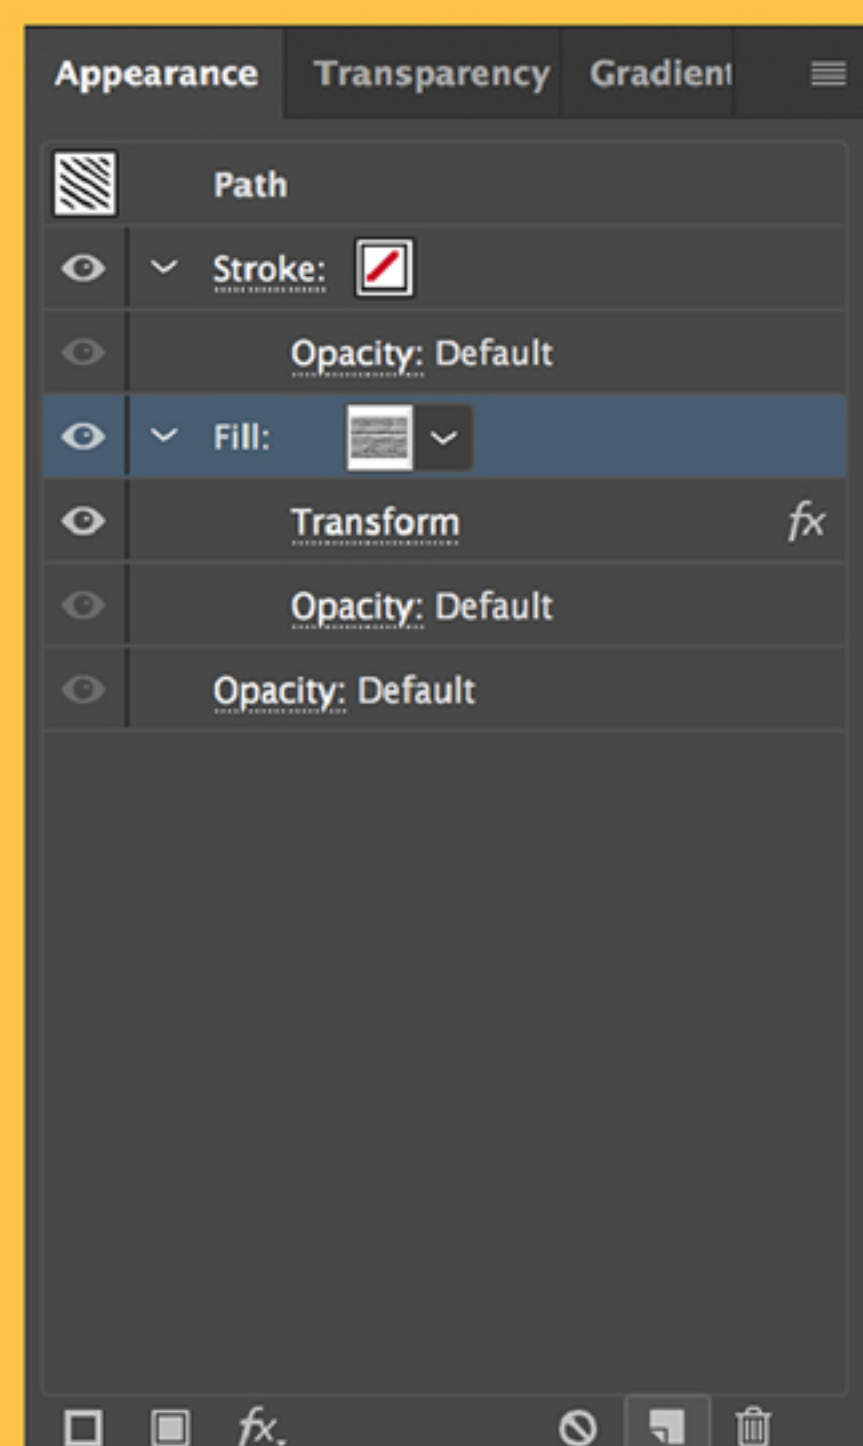 Appearance Transparency Gradient
Path
Stroke:
Opacity: Default
Fill:
Transform fx
Opacity: Default
Opacity: Default
fx.